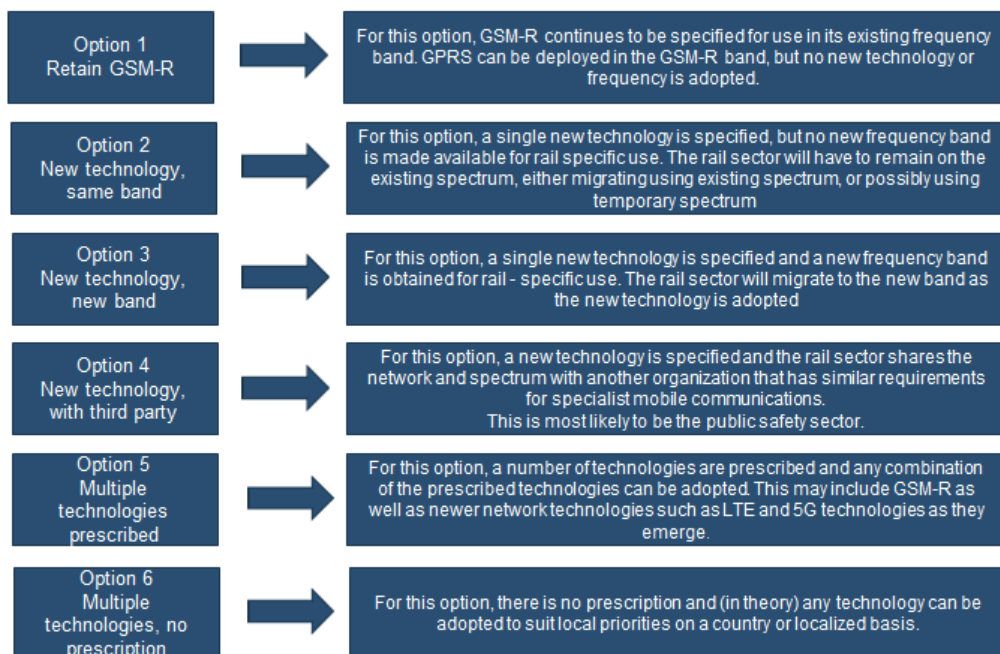 Option 1
Retain GSM-R
For this option, GSM-R continues to be specified for use in its existing frequency
band. GPRS can be deployed in the GSM-R band, but no new technology or
frequency is adopted.
Option 2
New technology,
same band
For this option, a single new technology is specified, but no new frequency band
is made available for rail specific use. The rail sector will have to remain on the
existing spectrum, either migrating using existing spectrum, or possibly using
temporary spectrum
Option 3
New technology,
new band
For this option, a single new technology is specified and a new frequency band
is obtained for rail - specific use. The rail sector will migrate to the new band as
the new technology is adopted
Option 4
New technology,
with third party
For this option, a new technology is specified and the rail sector shares the
network and spectrum with another organization that has similar requirements
for specialist mobile communications.
This is most likely to be the public safety sector.
Option 5
Multiple
technologies
prescribed
For this option, a number of technologies are prescribed and any combination
of the prescribed technologies can be adopted. This may include GSM-R as
well as newer network technologies such as LTE and 5G technologies as they
emerge.
Option 6
Multiple
technologies, no
prescription
For this option, there is no prescription and (in theory) any technology can be
adopted to suit local priorities on a country or localized basis.